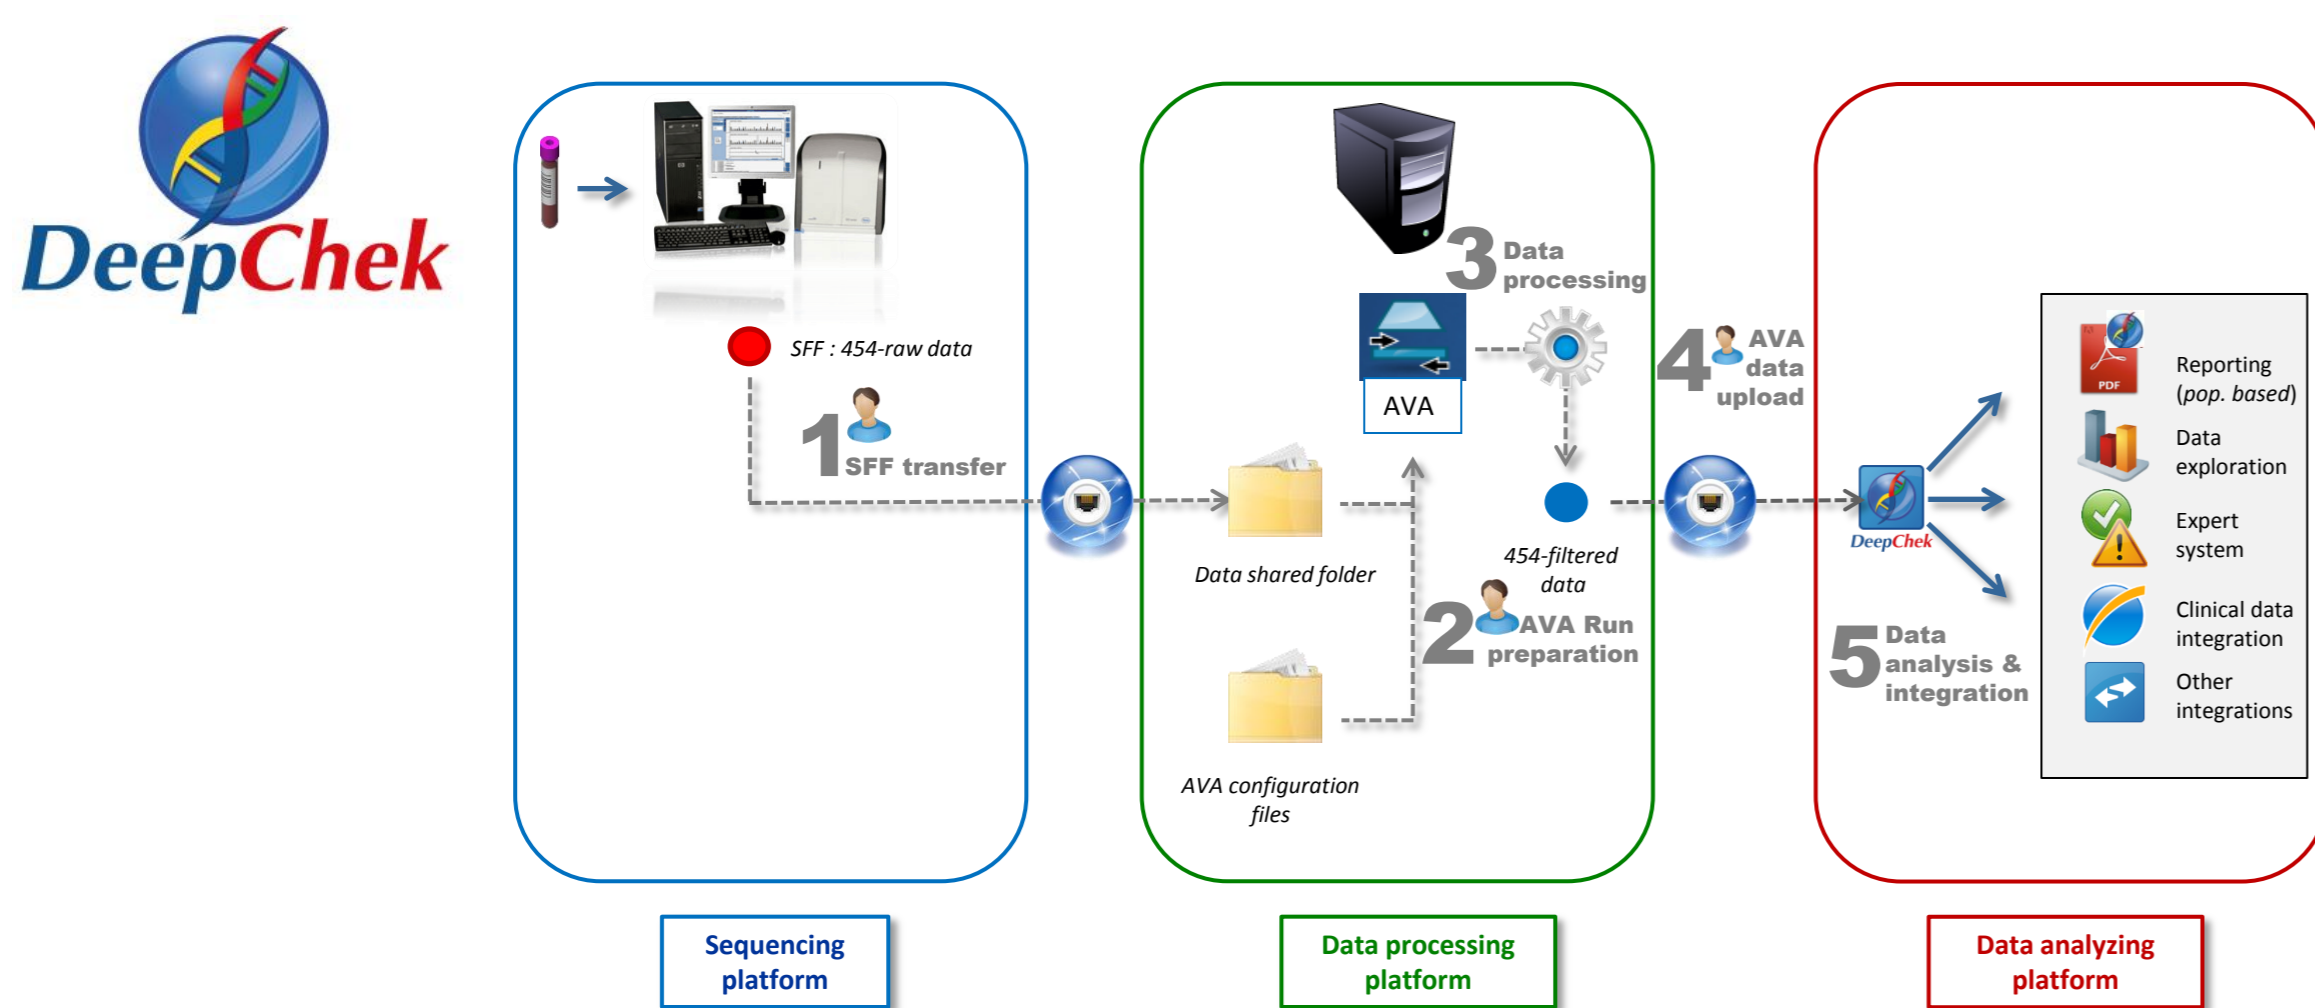 DeepChek
SFF : 454-raw data
1
SFF transfer
3
Data
processing
AVA
Data shared folder
AVA configuration
files
2
AVA Run
preparation
454-filtered
data
4
AVA
data
upload
DeepChek
5
Data
analysis &
integration
PDF
Reporting
(pop. based)
Data
exploration
Expert
system
Clinical data
integration
Other
integrations
Sequencing
platform
Data processing
platform
Data analyzing
platform